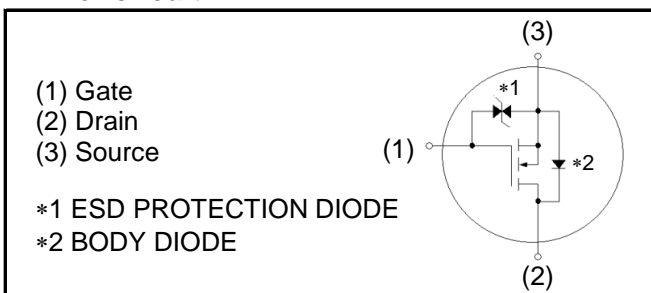 (1) Gate
(2) Drain
(3) Source
∗1 ESD PROTECTION DIODE
∗2 BODY DIODE
(3)
∗1
(1)
∗2
(2)